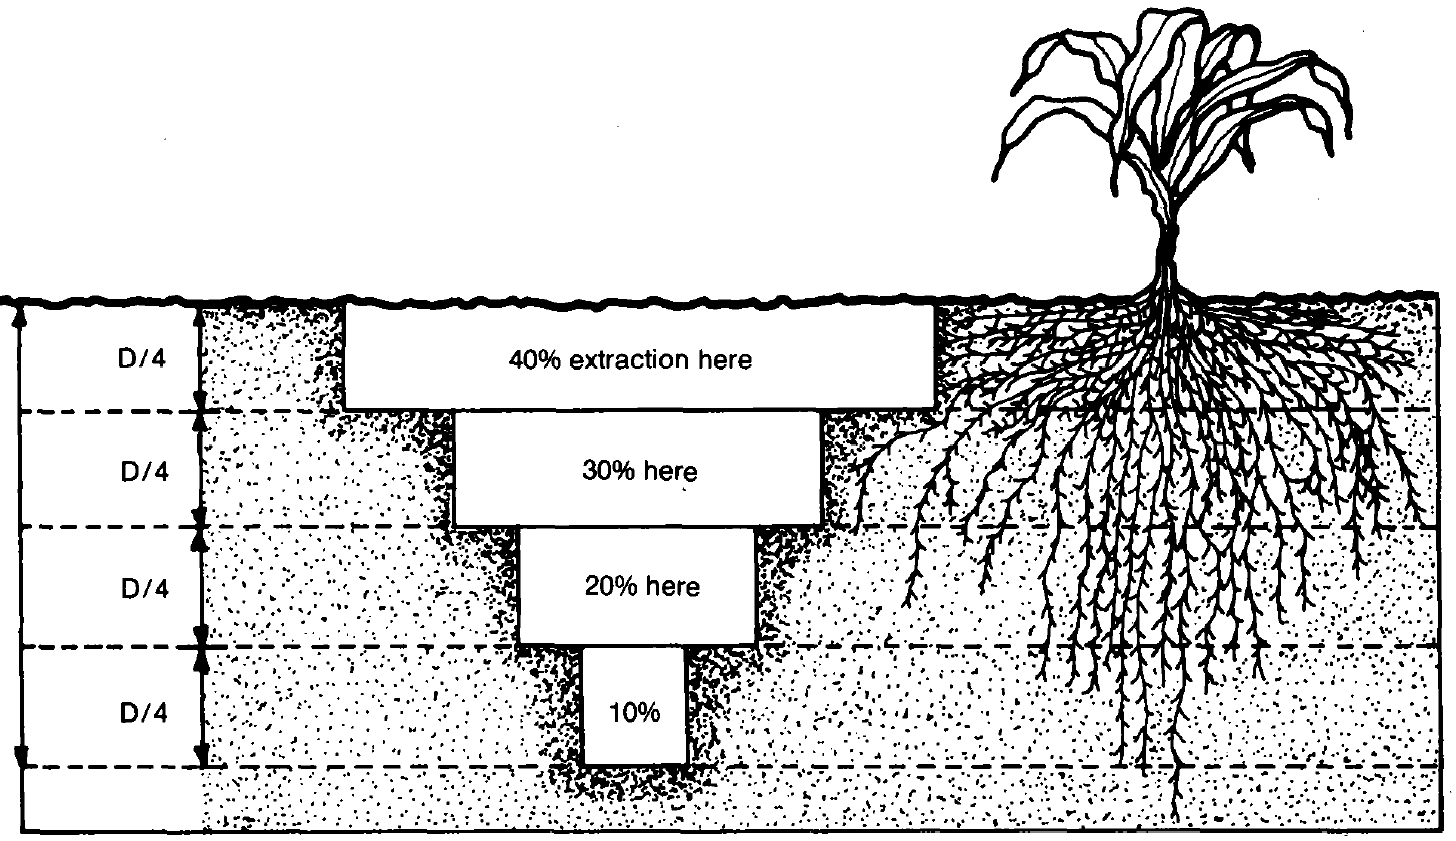 D/4
40% extraction here
D/4
30% here
D/4
20% here
D/4
10%